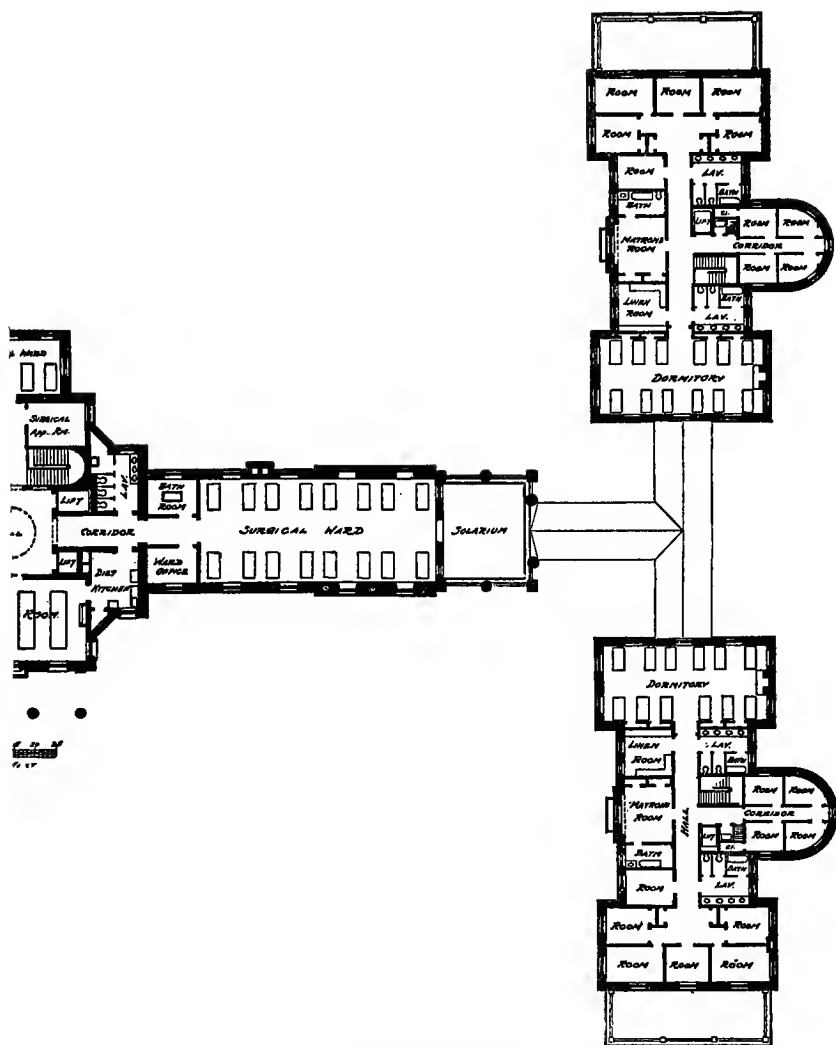 ROOM ROOM ROOM
ROOM ROOM
ROOM LAV.
BATH BATH
LIFT CL. ROOM ROOM
MATRONS
ROOM
CORRIDOR
ROOM ROOM
LINEN
ROOM
BATH
LAV.
DORMITORY
WARD
SURGICAL
APP. RM.
LAV.
LIFT
BATH
ROOM
CORRIDOR
SURGICAL WARD
SOLARIUM
LIFT
DIET
KITCHEN
WARD
OFFICE
ROOM
DORMITORY
LINEN
ROOM
LAV.
BATH
MATRONS
ROOM
HALL
ROOM ROOM
CORRIDOR
LIFT
ROOM ROOM
CL.
BATH
BATH
ROOM
LAV.
ROOM ROOM
ROOM ROOM ROOM